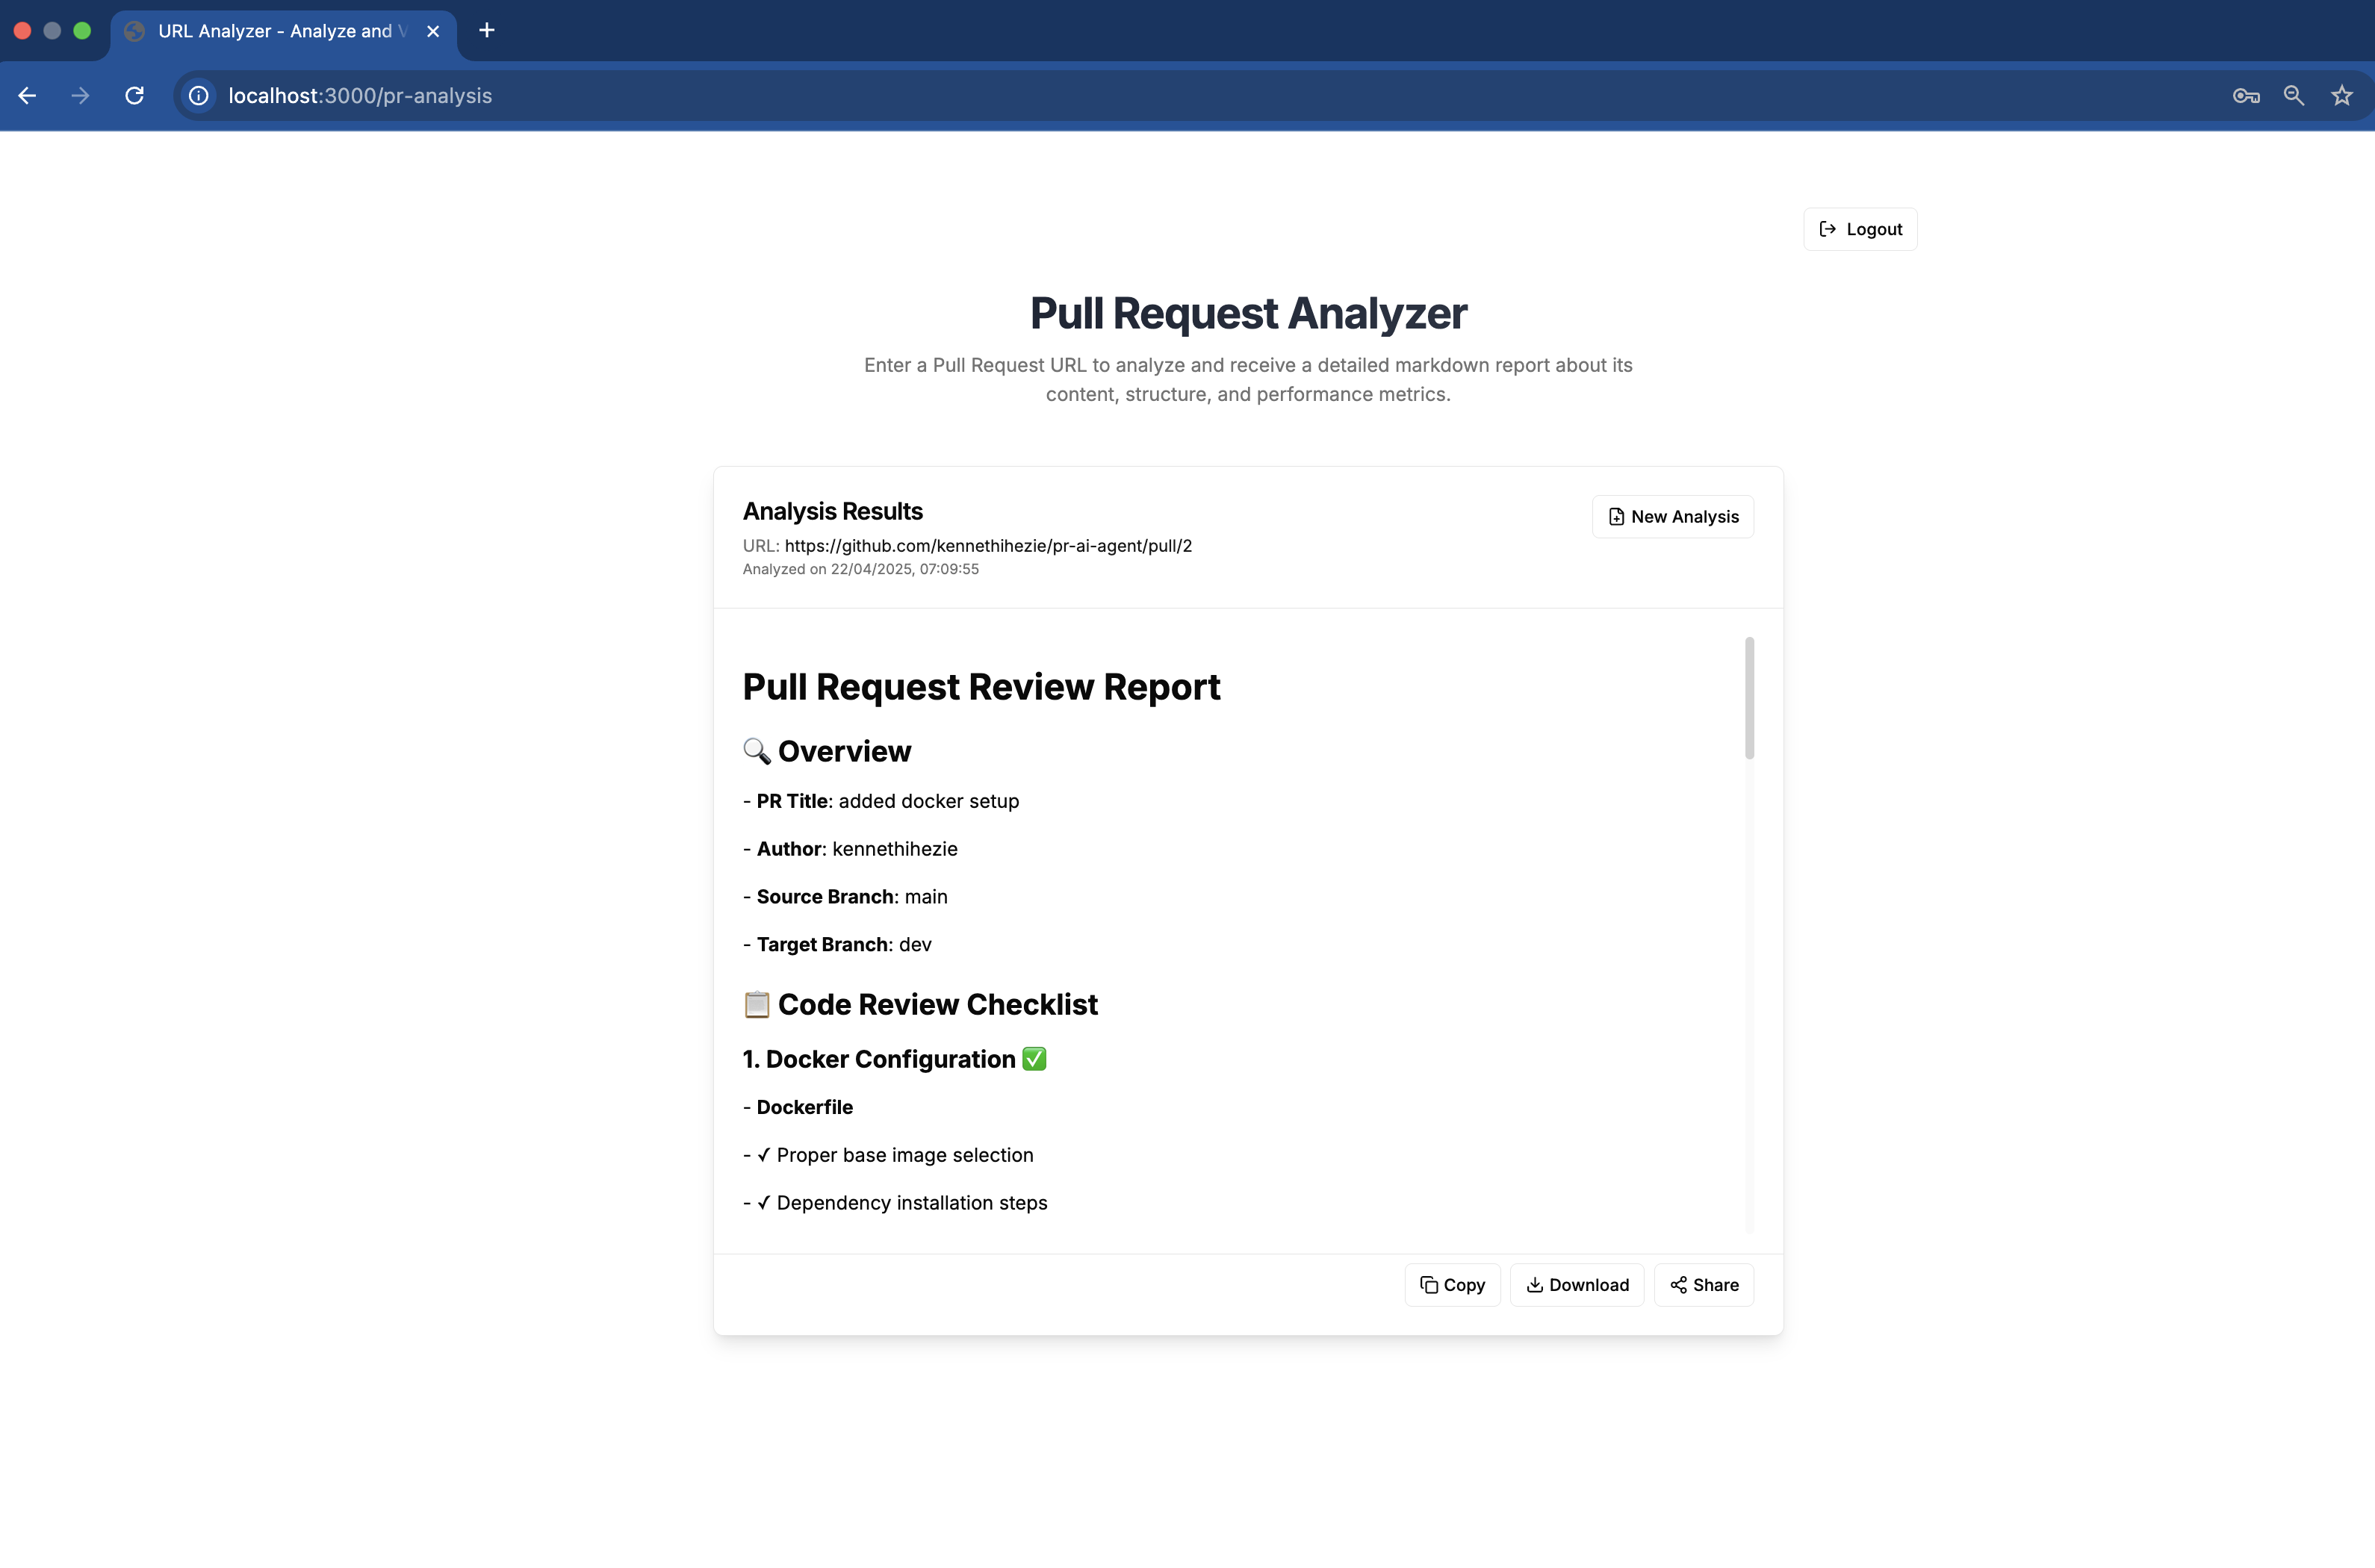 URL Analyzer - Analyze and V
localhost:3000/pr-analysis
Logout
Pull Request Analyzer
Enter a Pull Request URL to analyze and receive a detailed markdown report about its
content, structure, and performance metrics.
Analysis Results
New Analysis
URL: https://github.com/kennethihezie/pr-ai-agent/pull/2
Analyzed on 22/04/2025, 07:09:55
Pull Request Review Report
🔍 Overview
- PR Title: added docker setup
- Author: kennethihezie
- Source Branch: main
- Target Branch: dev
📋 Code Review Checklist
1. Docker Configuration ✅
- Dockerfile
- ✓ Proper base image selection
- ✓ Dependency installation steps
Copy Download Share